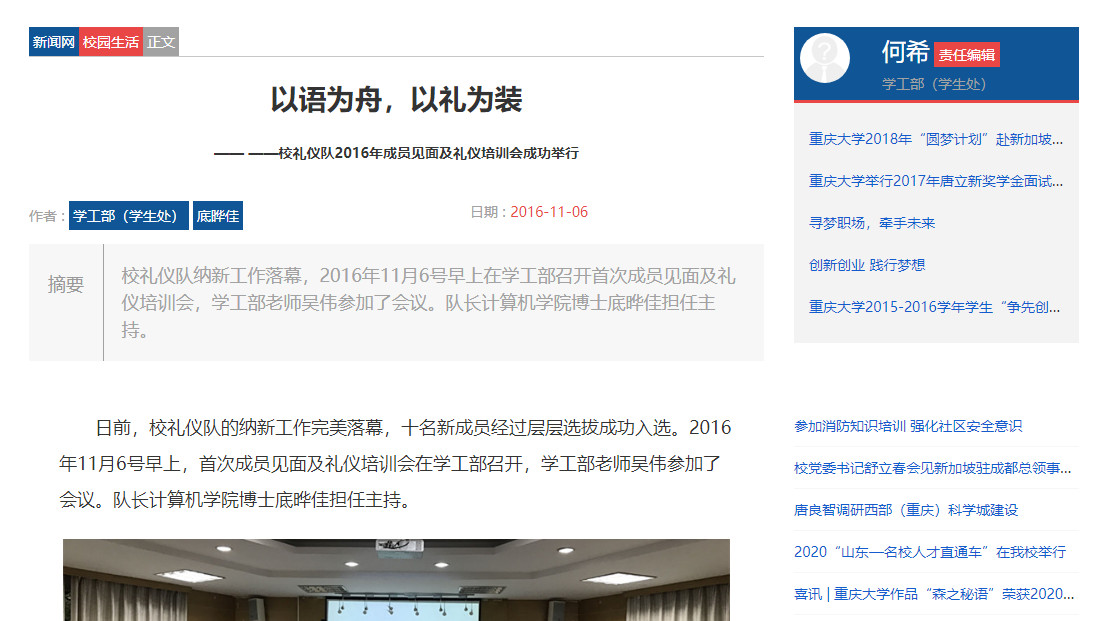 新闻网 校园生活 正文
以语为舟，以礼为装
—— ——校礼仪队2016年成员见面及礼仪培训会成功举行
作者：学工部（学生处） 底晔佳 日期：2016-11-06
摘要
校礼仪队纳新工作落幕，2016年11月6号早上在学工部召开首次成员见面及礼
仪培训会，学工部老师吴伟参加了会议。队长计算机学院博士底晔佳担任主
持。
日前，校礼仪队的纳新工作完美落幕，十名新成员经过层层选拔成功入选。2016
年11月6号早上，首次成员见面及礼仪培训会在学工部召开，学工部老师吴伟参加了
会议。队长计算机学院博士底晔佳担任主持。
何希 责任编辑
学工部（学生处）
重庆大学2018年“圆梦计划”赴新加坡...
重庆大学举行2017年唐立新奖学金面试...
寻梦职场，牵手未来
创新创业 践行梦想
重庆大学2015-2016学年学生“争先创...
参加消防知识培训 强化社区安全意识
校党委书记舒立春会见新加坡驻成都总领事...
唐良智调研西部（重庆）科学城建设
2020“山东—名校人才直通车”在我校举行
喜讯 | 重庆大学作品“森之秘语”荣获2020...